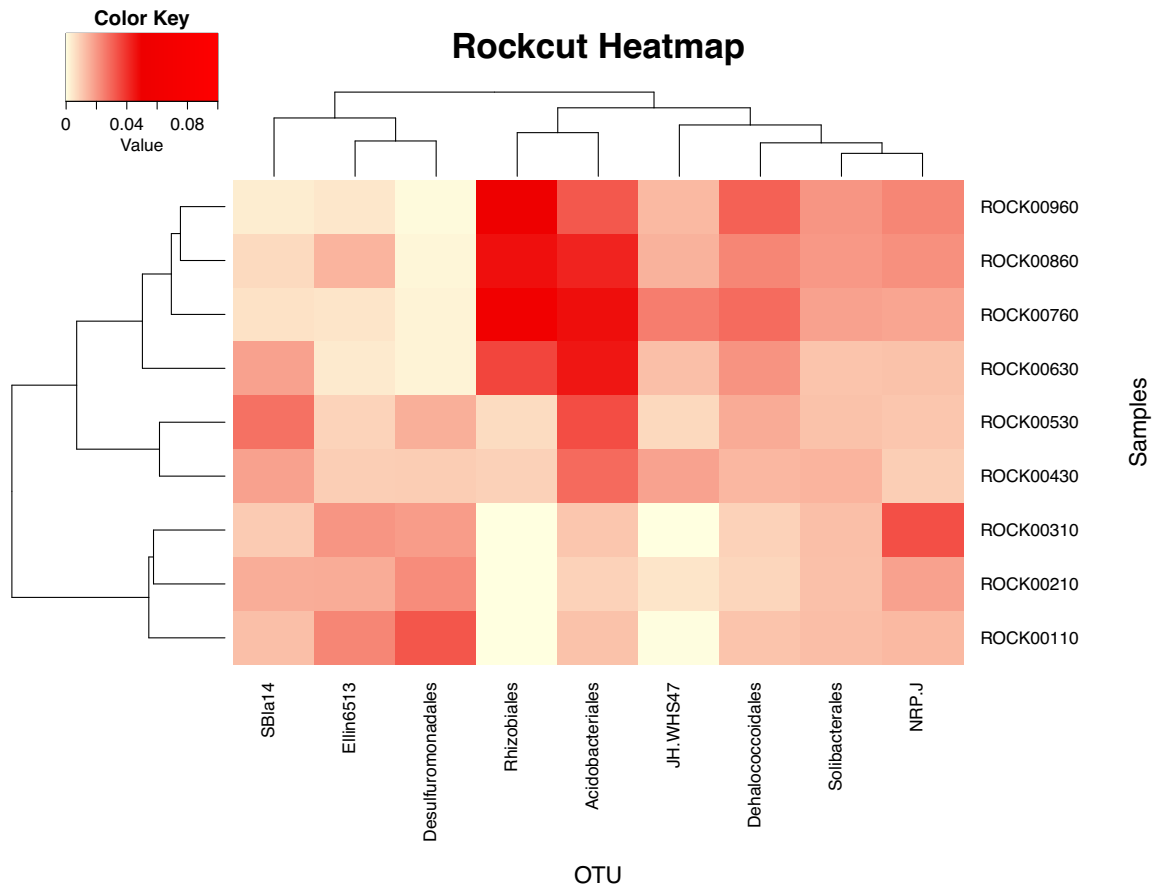 Color Key
Rockcut Heatmap
0 0.04 0.08
Value
ROCK00960
ROCK00860
ROCK00760
ROCK00630
ROCK00530
ROCK00430
ROCK00310
ROCK00210
ROCK00110
Samples
SBla14
Ellin6513
Desulfuromonadales
Rhizobiales
Acidobacteriales
JH.WHS47
Dehalococcoidales
Solibacterales
NRP.J
OTU